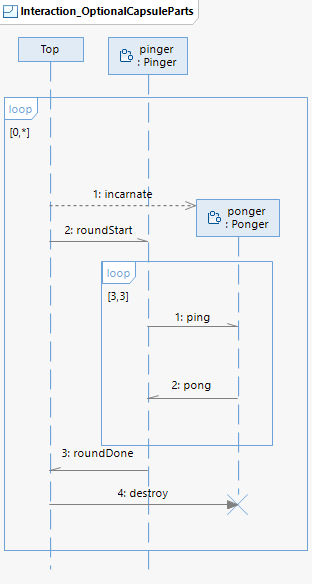 Interaction_OptionalCapsuleParts
Top
pinger
: Pinger
loop
[0,*]
1: incarnate
ponger
: Ponger
2: roundStart
loop
[3,3]
1: ping
2: pong
3: roundDone
4: destroy